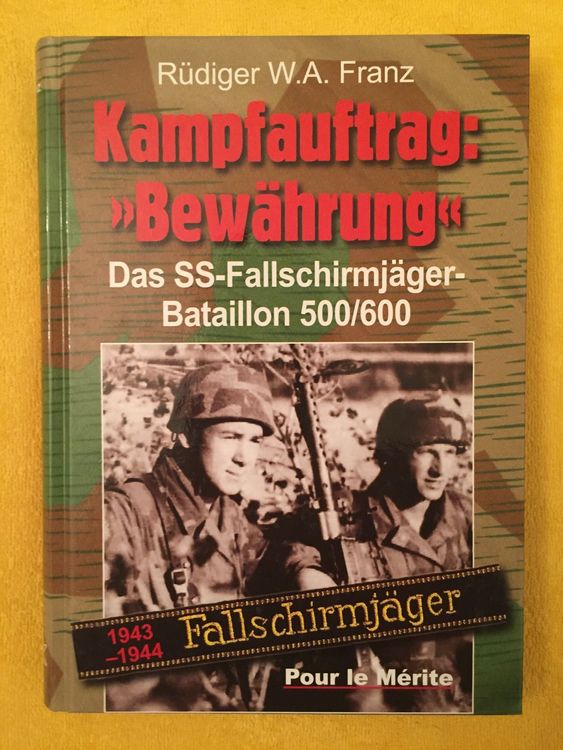 Rüdiger W.A. Franz
Kampfauftrag:
»Bewährung«
Das SS-Fallschirmjäger-
Bataillon 500/600
1943
–1944
Fallschirmjäger
Pour le Mérite